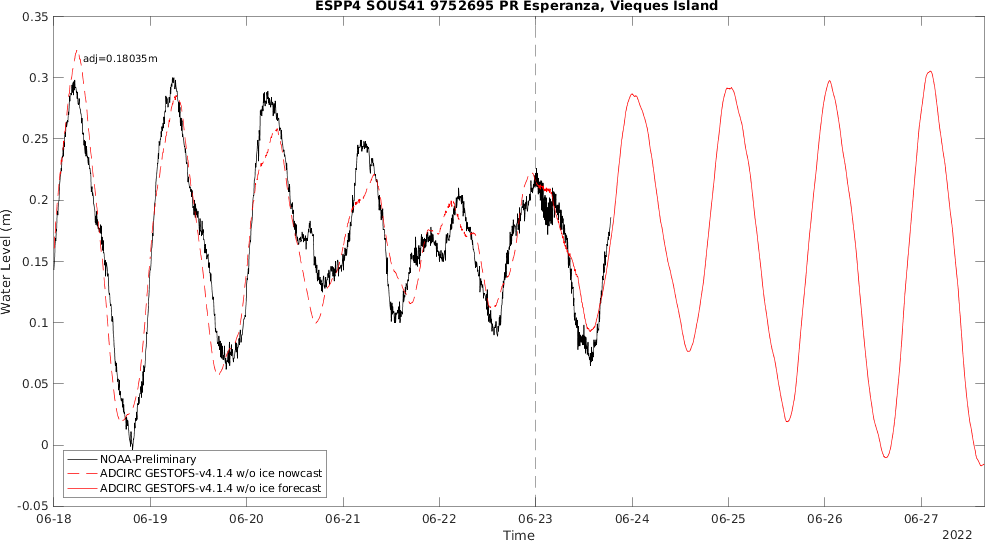 ESPP4 SOUS41 9752695 PR Esperanza, Vieques Island
0.35
adj=0.18035m
0.3
0.25
0.2
0.15
0.1
0.05
0
-0.05
Water Level (m)
NOAA-Preliminary
ADCIRC GESTOFS-v4.1.4 w/o ice nowcast
ADCIRC GESTOFS-v4.1.4 w/o ice forecast
06-18 06-19 06-20 06-21 06-22 06-23 06-24 06-25 06-26 06-27
Time
2022